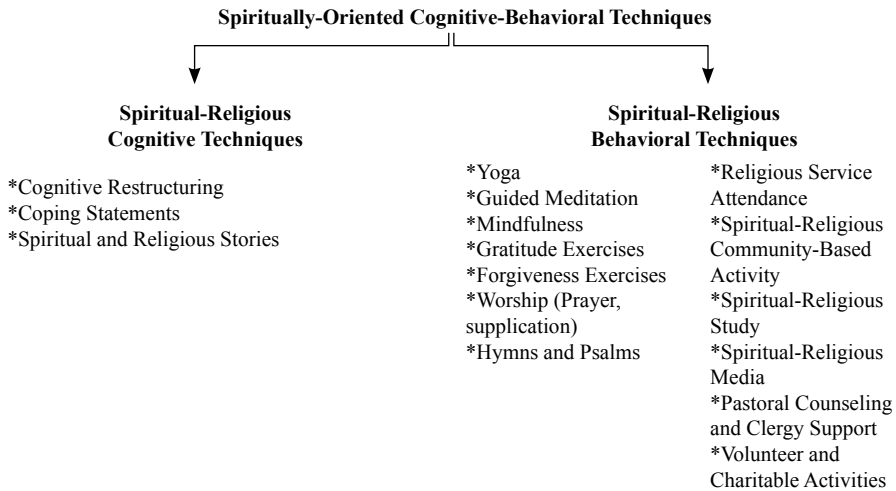 Spiritually-Oriented Cognitive-Behavioral Techniques
Spiritual-Religious
Cognitive Techniques
*Cognitive Restructuring
*Coping Statements
*Spiritual and Religious Stories
Spiritual-Religious
Behavioral Techniques
*Yoga
*Guided Meditation
*Mindfulness
*Gratitude Exercises
*Forgiveness Exercises
*Worship (Prayer,
supplication)
*Hymns and Psalms
*Religious Service
Attendance
*Spiritual-Religious
Community-Based
Activity
*Spiritual-Religious
Study
*Spiritual-Religious
Media
*Pastoral Counseling
and Clergy Support
*Volunteer and
Charitable Activities